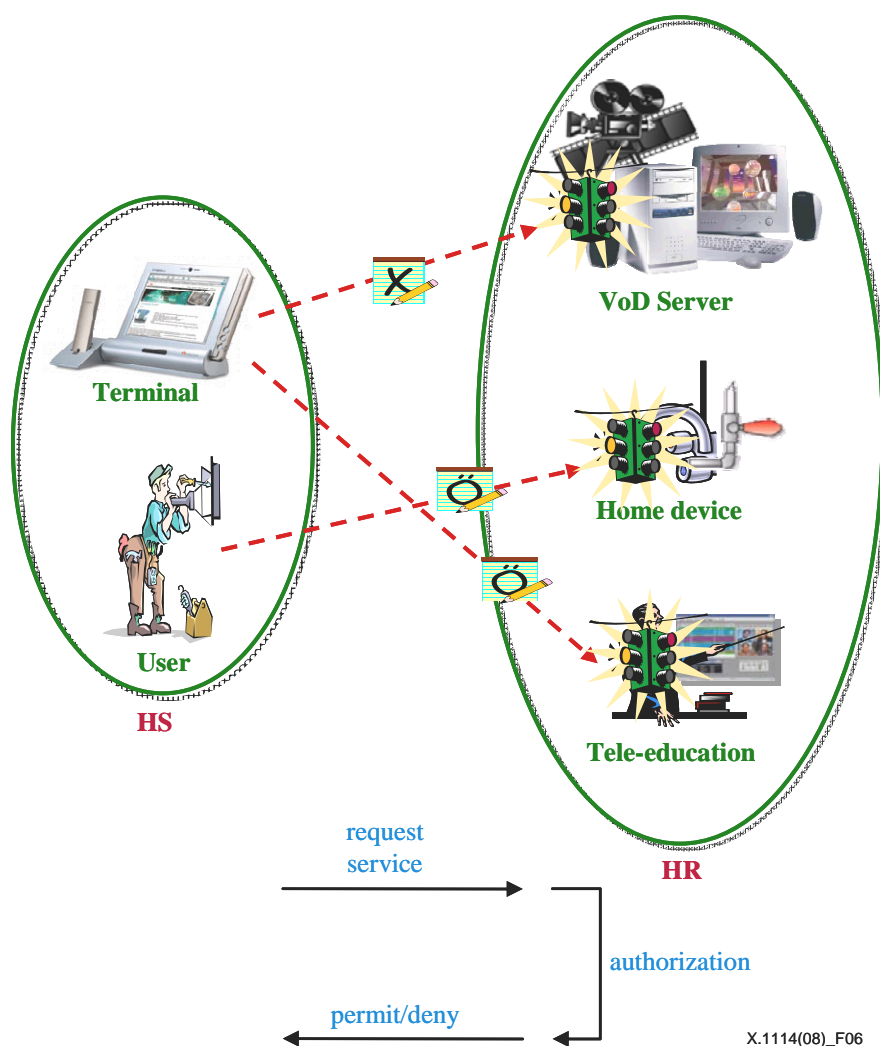 VoD Server
X
Terminal
Home device
Ö
Ö
User
Tele-education
HS
HR
request
service
authorization
permit/deny
X.1114(08)_F06